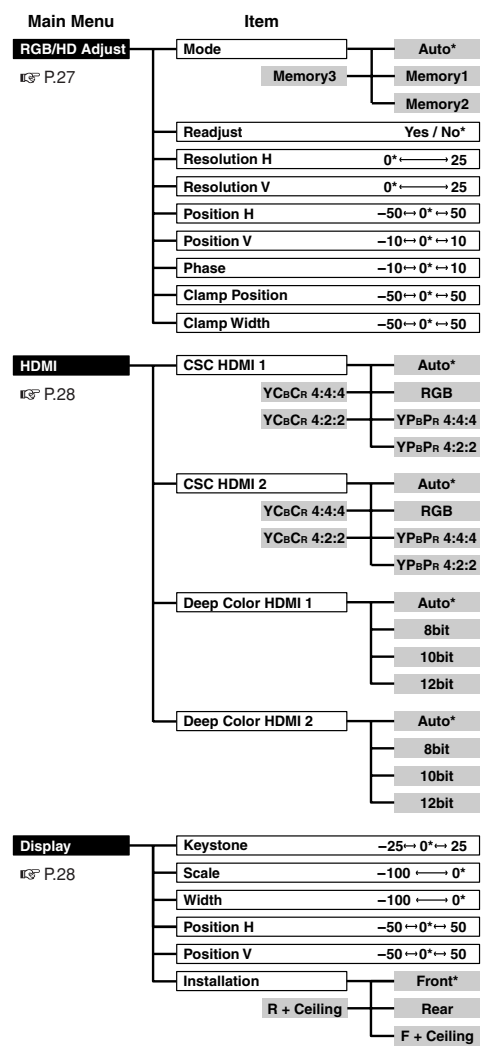 Main Menu Item
RGB/HD Adjust Mode Auto*
☞ P.27 Memory3 Memory1
Memory2
Readjust Yes / No*
Resolution H 0* ⟷ 25
Resolution V 0* ⟷ 25
Position H –50↔ 0* ↔ 50
Position V –10↔ 0* ↔ 10
Phase –10↔ 0* ↔ 10
Clamp Position –50↔ 0* ↔ 50
Clamp Width –50↔ 0* ↔ 50
HDMI CSC HDMI 1 Auto*
☞ P.28 YCBCR 4:4:4 RGB
YCBCR 4:2:2 YPBPR 4:4:4
YPBPR 4:2:2
CSC HDMI 2 Auto*
YCBCR 4:4:4 RGB
YCBCR 4:2:2 YPBPR 4:4:4
YPBPR 4:2:2
Deep Color HDMI 1 Auto*
8bit
10bit
12bit
Deep Color HDMI 2 Auto*
8bit
10bit
12bit
Display Keystone –25↔ 0*↔ 25
☞ P.28 Scale –100 ⟷ 0*
Width –100 ⟷ 0*
Position H –50 ↔0*↔ 50
Position V –50 ↔0*↔ 50
Installation Front*
R + Ceiling Rear
F + Ceiling